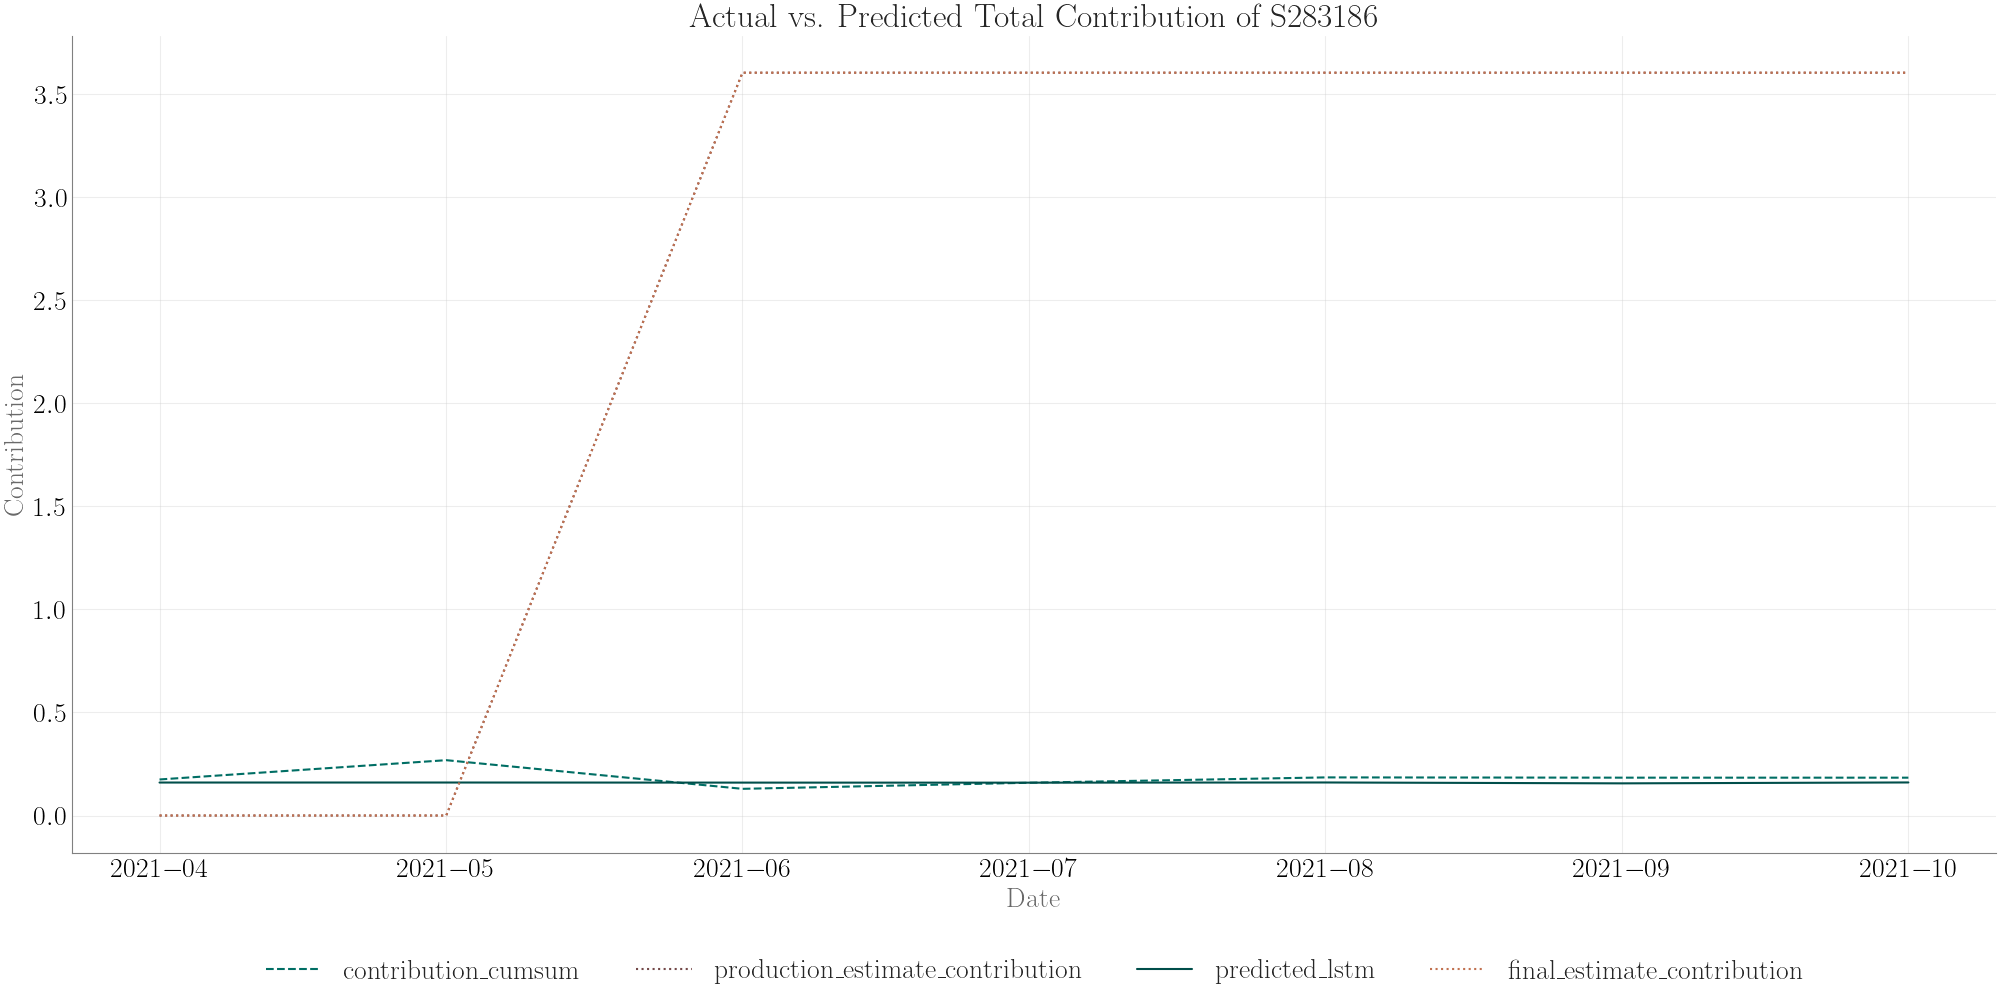 Actual vs. Predicted Total Contribution of S283186
3.5
3.0
2.5
2.0
1.5
1.0
0.5
0.0
Contribution
2021−04 2021−05 2021−06 2021−07 2021−08 2021−09 2021−10
Date
contribution_cumsum production_estimate_contribution predicted_lstm final_estimate_contribution